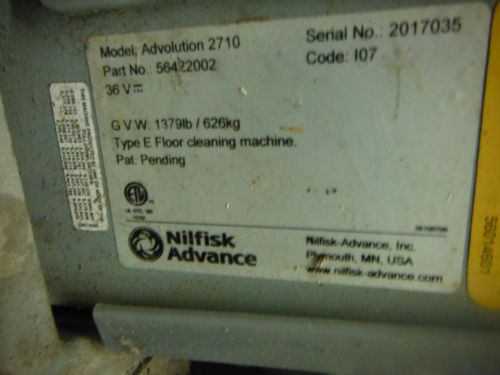 Model: Advolution 2710
Serial No.: 2017035
Part No.: 56422002
Code: I07
36 V
G V W: 1379lb / 626kg
Type E Floor cleaning machine.
Pat. Pending
Nilfisk
Advance
Nilfisk-Advance, Inc.
Plymouth, MN, USA
www.nilfisk-advance.com
56014601